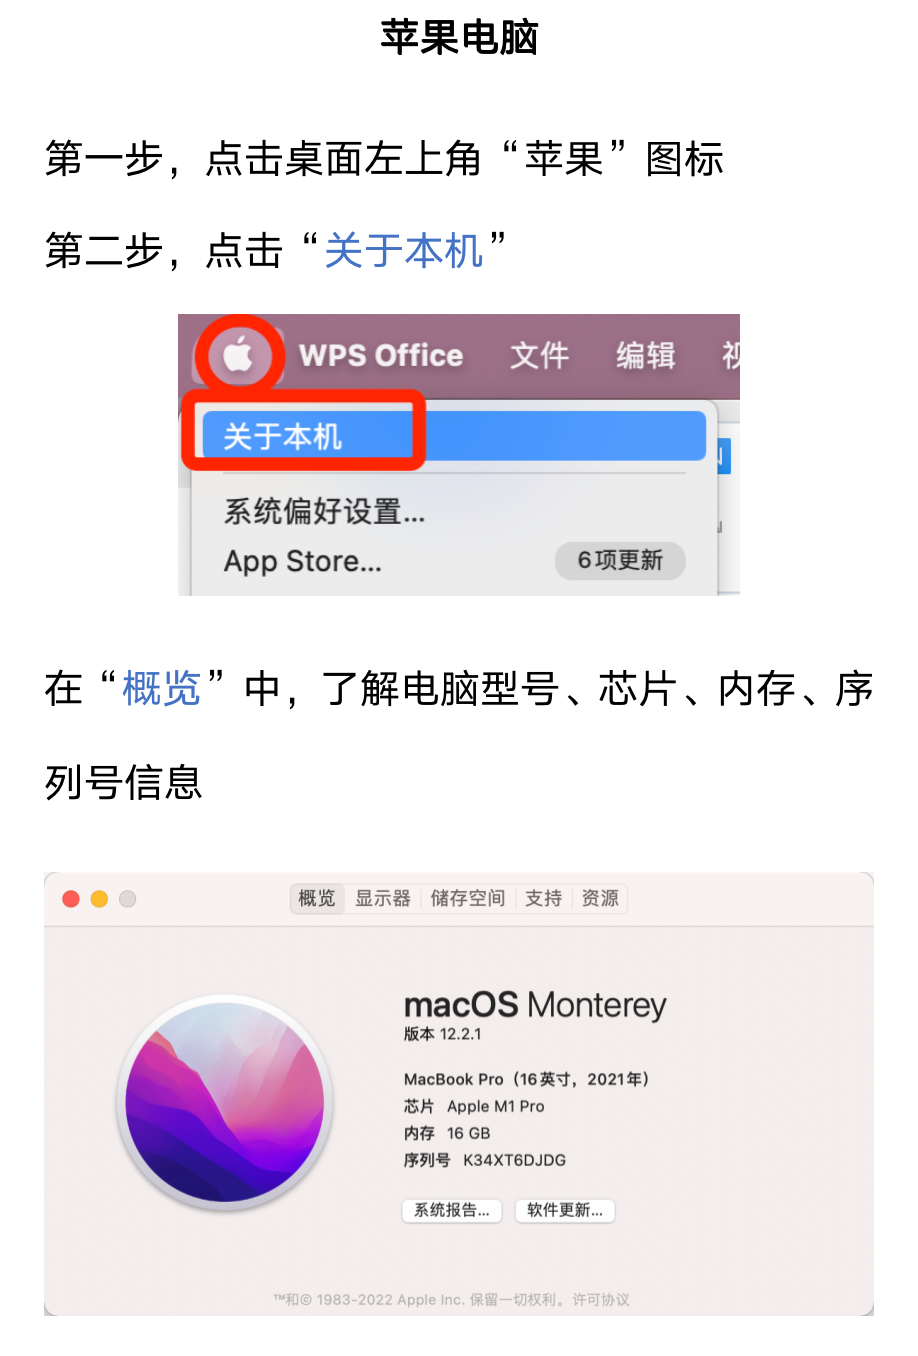 苹果电脑
第一步，点击桌面左上角“苹果”图标
第二步，点击“关于本机”
WPS Office 文件 编辑
关于本机
系统偏好设置...
App Store... 6项更新
在“概览”中，了解电脑型号、芯片、内存、序
列号信息
概览 显示器 储存空间 支持 资源
macOS Monterey
版本 12.2.1
MacBook Pro（16英寸，2021年）
芯片 Apple M1 Pro
内存 16 GB
序列号 K34XT6DJDG
系统报告... 软件更新...
™和© 1983-2022 Apple Inc. 保留一切权利。许可协议